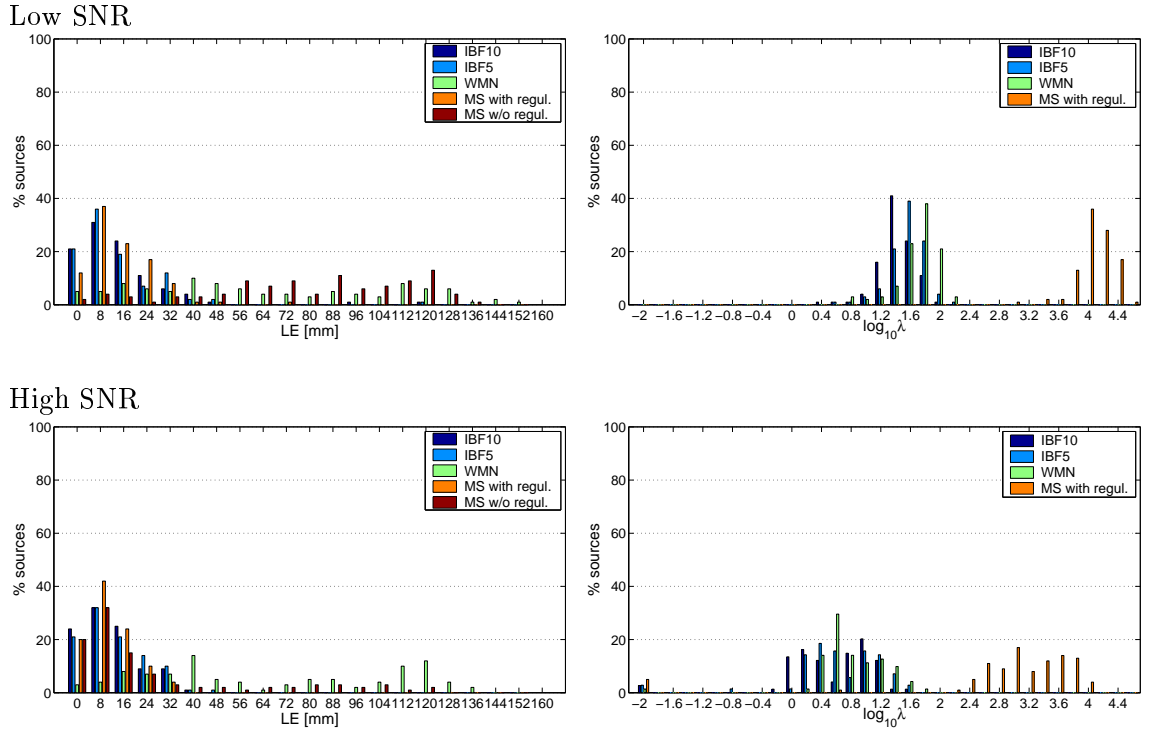 Low SNR
100
80
60
40
20
0
% sources
IBF10
IBF5
WMN
MS with regul.
MS w/o regul.
0 8 16 24 32 40 48 56 64 72 80 88 96 104 112 120 128 136 144 152 160
LE [mm]
100
80
60
40
20
0
% sources
IBF10
IBF5
WMN
MS with regul.
−2 −1.6 −1.2 −0.8 −0.4 0 0.4 0.8 1.2 1.6 2 2.4 2.8 3.2 3.6 4 4.4
log10λ
High SNR
100
80
60
40
20
0
% sources
IBF10
IBF5
WMN
MS with regul.
MS w/o regul.
0 8 16 24 32 40 48 56 64 72 80 88 96 104 112 120 128 136 144 152 160
LE [mm]
100
80
60
40
20
0
% sources
IBF10
IBF5
WMN
MS with regul.
−2 −1.6 −1.2 −0.8 −0.4 0 0.4 0.8 1.2 1.6 2 2.4 2.8 3.2 3.6 4 4.4
log10λ